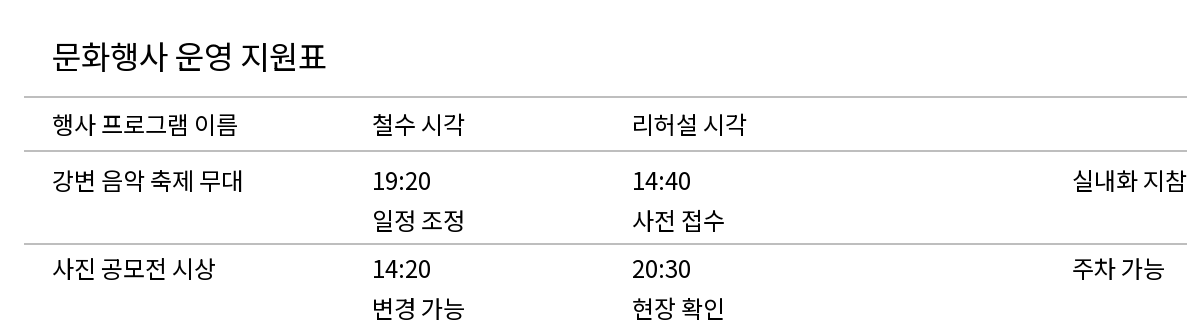 문화행사 운영 지원표
행사 프로그램 이름 철수 시각 리허설 시각
강변 음악 축제 무대 19:20 14:40 실내화 지참
일정 조정 사전 접수
사진 공모전 시상 14:20 20:30 주차 가능
변경 가능 현장 확인